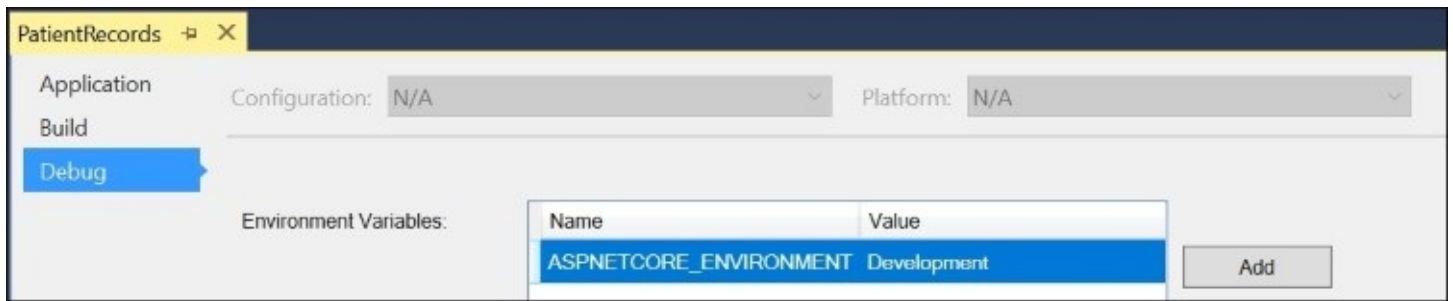 PatientRecords
Application
Configuration: N/A Platform: N/A
Build
Debug
Environment Variables: Name Value
ASPNETCORE_ENVIRONMENT Development Add